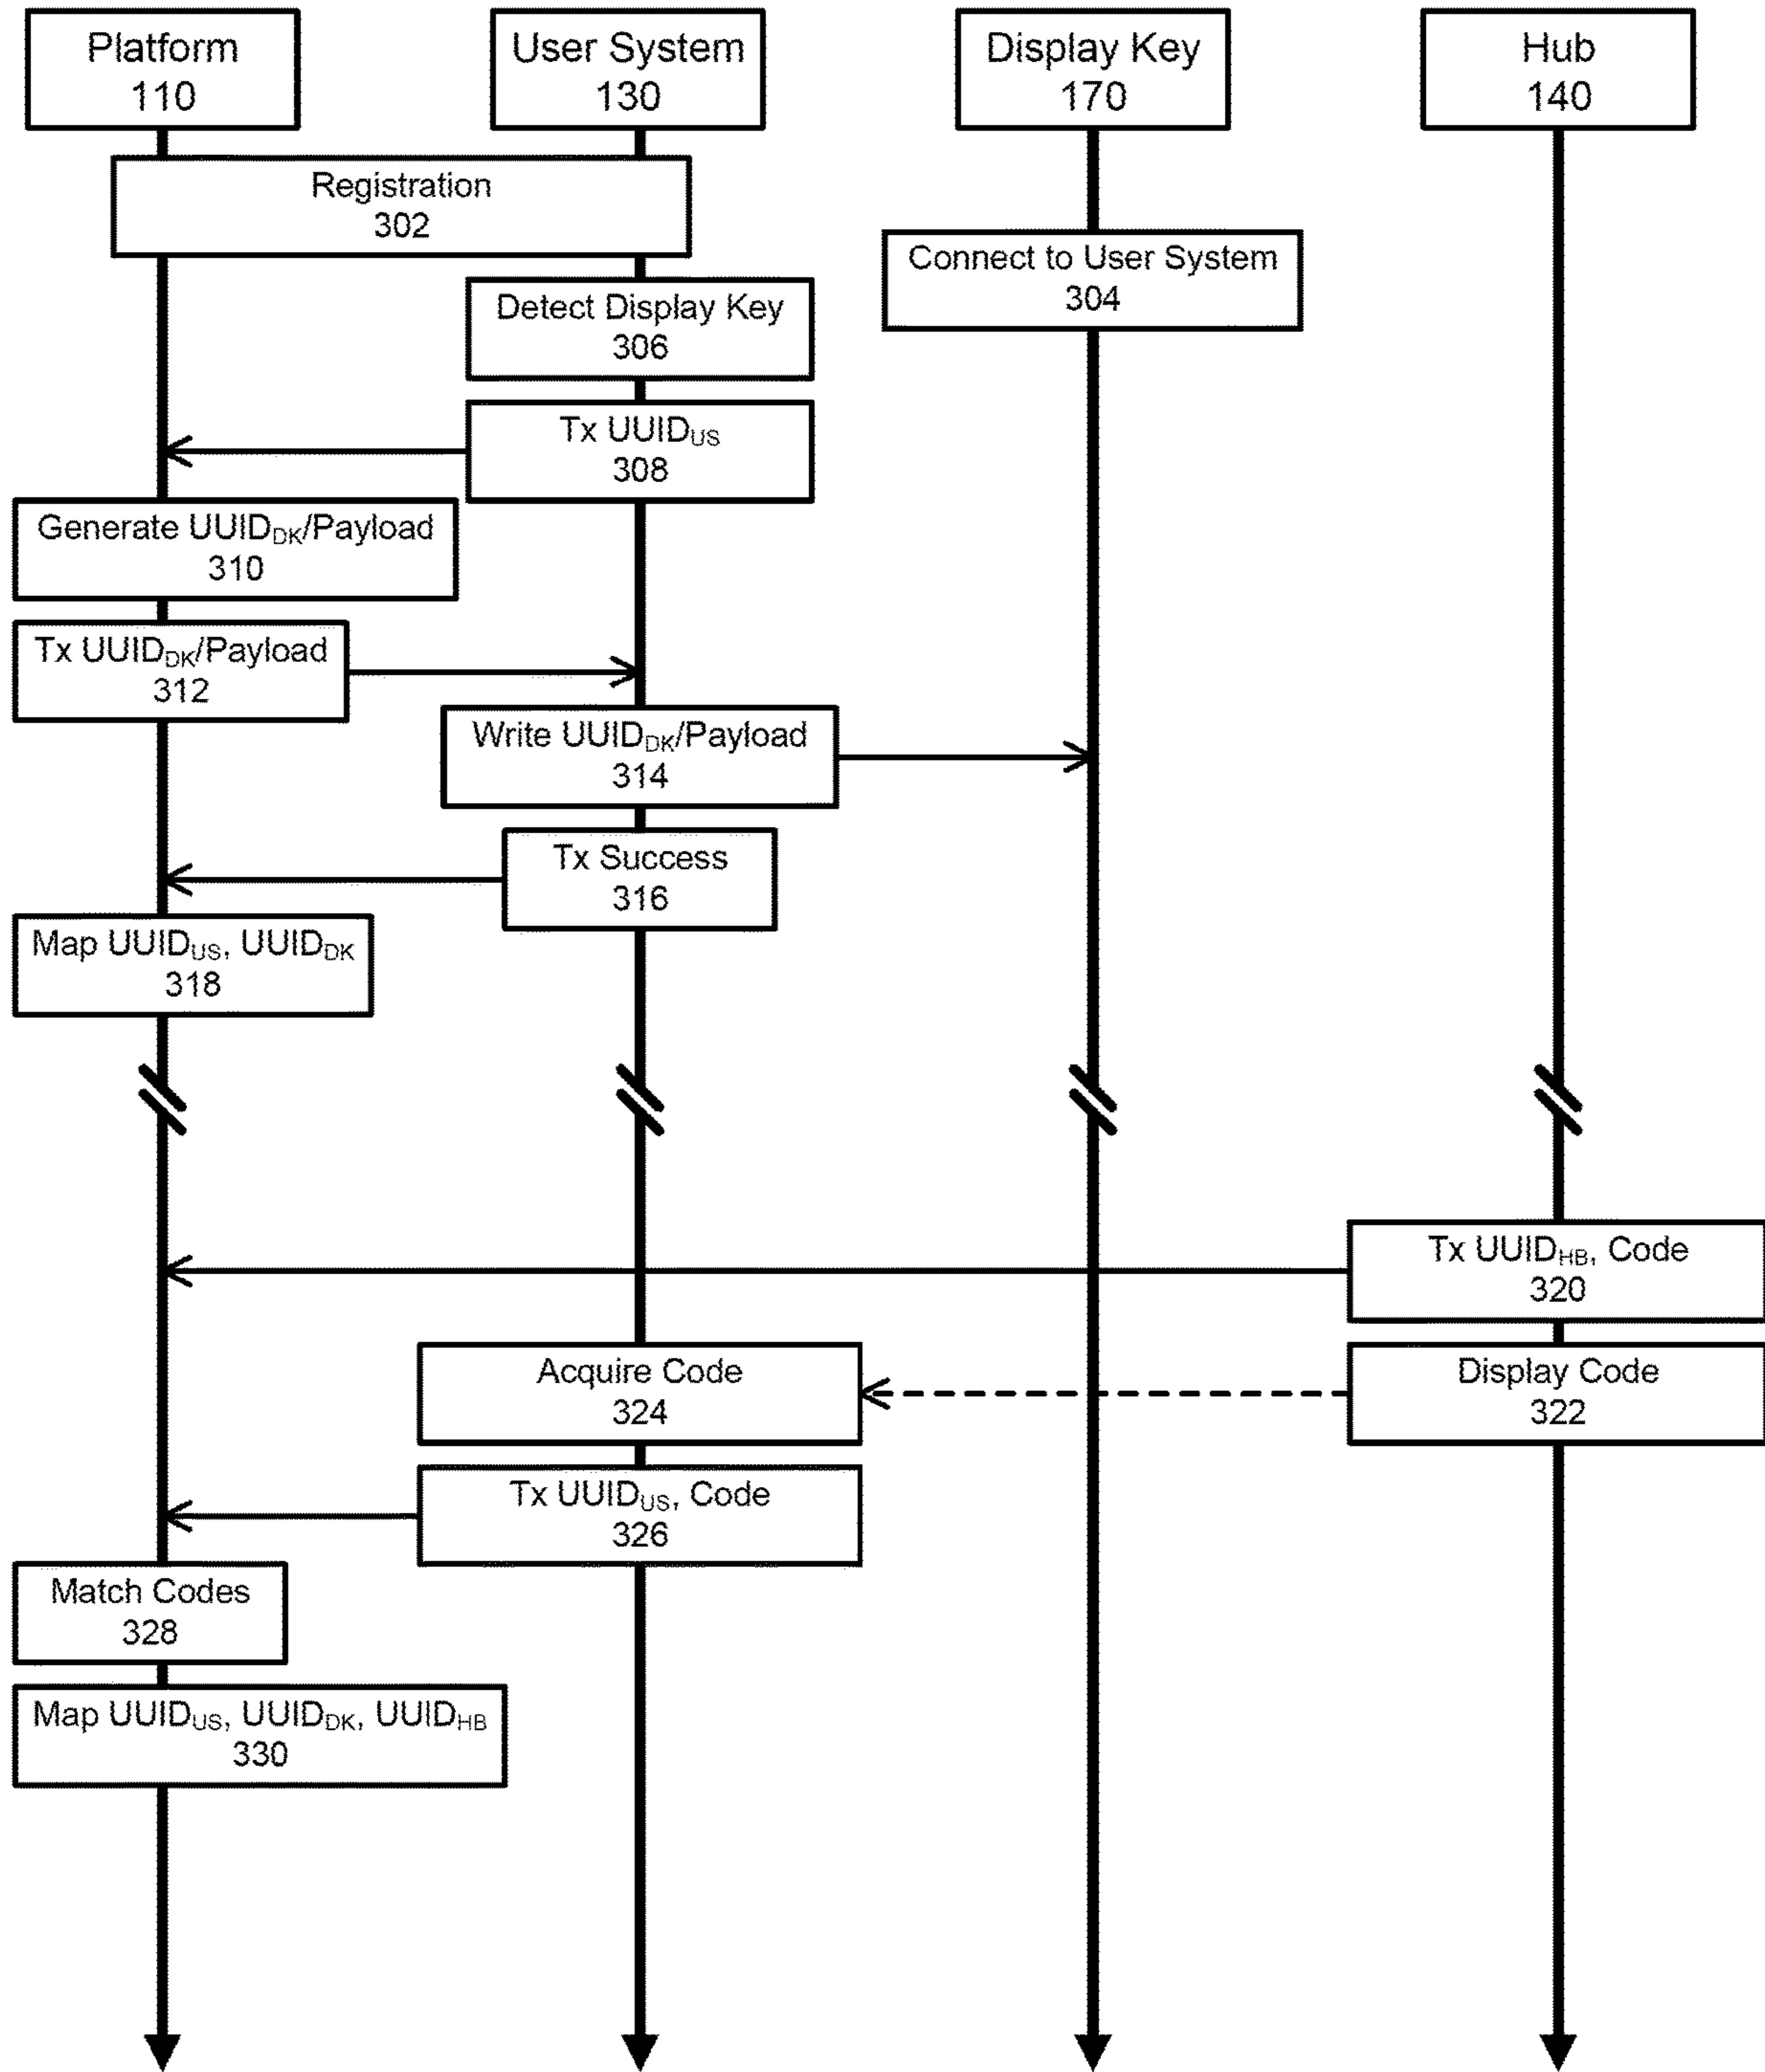 Platform
110
User System
130
Display Key
170
Hub
140
Registration
302
Connect to User System
304
Detect Display Key
306
Tx UUIDUS
308
Generate UUIDDK/Payload
310
Tx UUIDDK/Payload
312
Write UUIDDK/Payload
314
Tx Success
316
Map UUIDUS, UUIDDK
318
Tx UUIDHB, Code
320
Display Code
322
Acquire Code
324
Tx UUIDUS, Code
326
Match Codes
328
Map UUIDUS, UUIDDK, UUIDHB
330